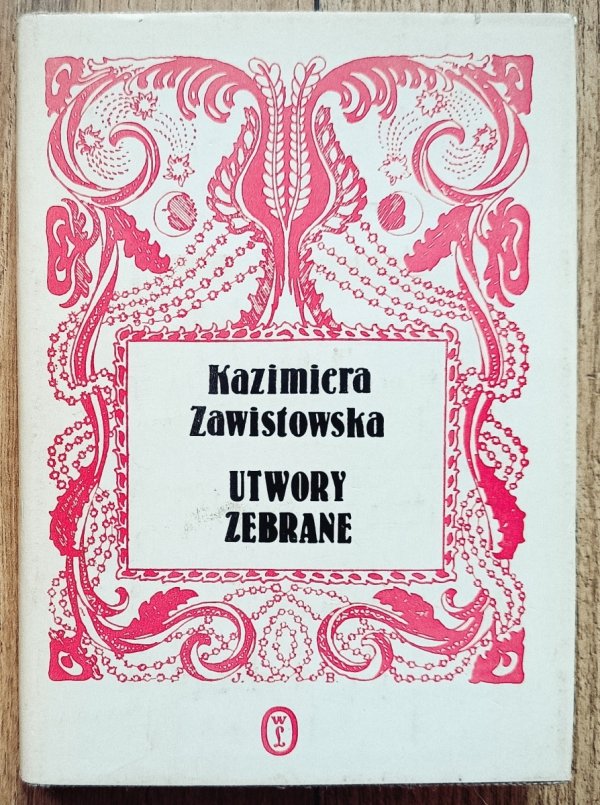 Kazimiera
Zawistowska
UTWORY
ZEBRANE
J. B
W
L